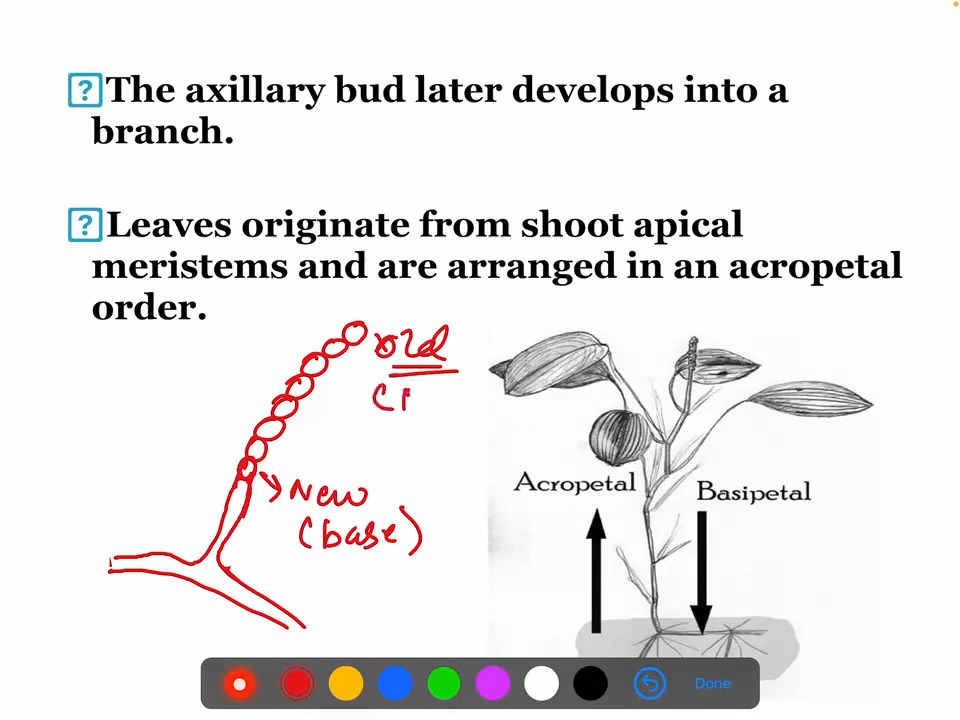 The axillary bud later develops into a
branch.
Leaves originate from shoot apical
meristems and are arranged in an acropetal
order.
old
New
(base)
Acropetal
Basipetal
Done